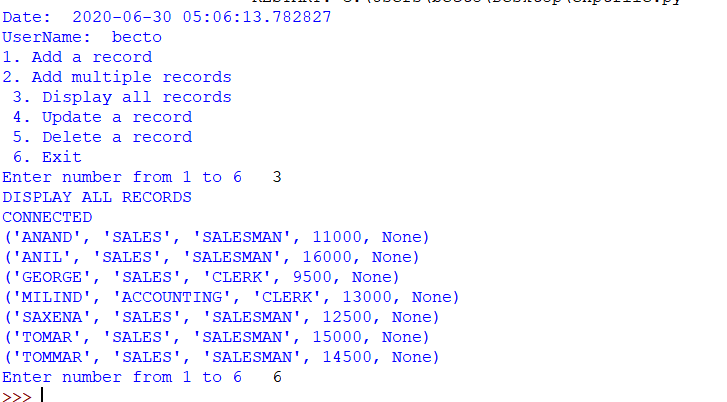 Date:  2020-06-30 05:06:13.782827
UserName:  becto
1. Add a record
2. Add multiple records
 3. Display all records
 4. Update a record
 5. Delete a record
 6. Exit
Enter number from 1 to 6   3
DISPLAY ALL RECORDS
CONNECTED
('ANAND', 'SALES', 'SALESMAN', 11000, None)
('ANIL', 'SALES', 'SALESMAN', 16000, None)
('GEORGE', 'SALES', 'CLERK', 9500, None)
('MILIND', 'ACCOUNTING', 'CLERK', 13000, None)
('SAXENA', 'SALES', 'SALESMAN', 12500, None)
('TOMAR', 'SALES', 'SALESMAN', 15000, None)
('TOMMAR', 'SALES', 'SALESMAN', 14500, None)
Enter number from 1 to 6   6
>>>